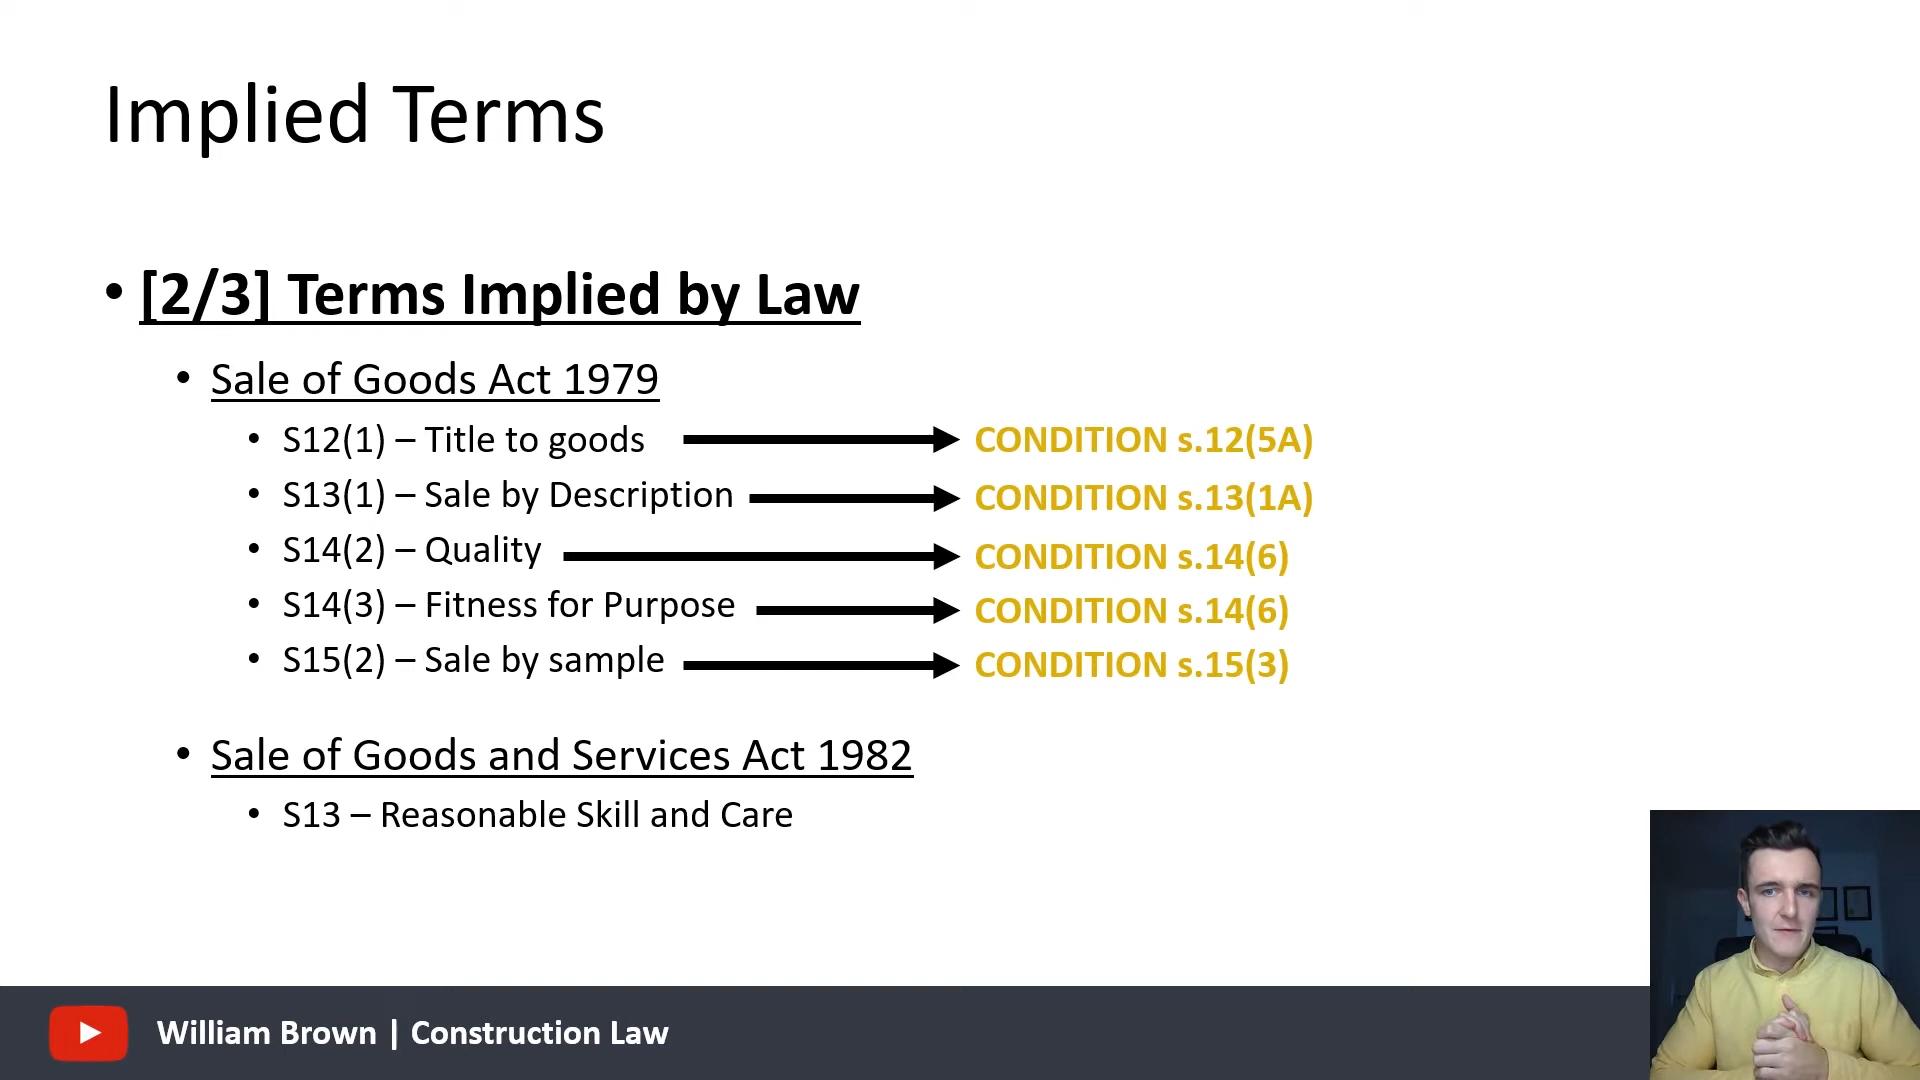 Implied Terms
• [2/3] Terms Implied by Law
• Sale of Goods Act 1979
• S12(1) – Title to goods CONDITION s.12(5A)
• S13(1) – Sale by Description CONDITION s.13(1A)
• S14(2) – Quality CONDITION s.14(6)
• S14(3) – Fitness for Purpose CONDITION s.14(6)
• S15(2) – Sale by sample CONDITION s.15(3)
• Sale of Goods and Services Act 1982
• S13 – Reasonable Skill and Care
William Brown | Construction Law